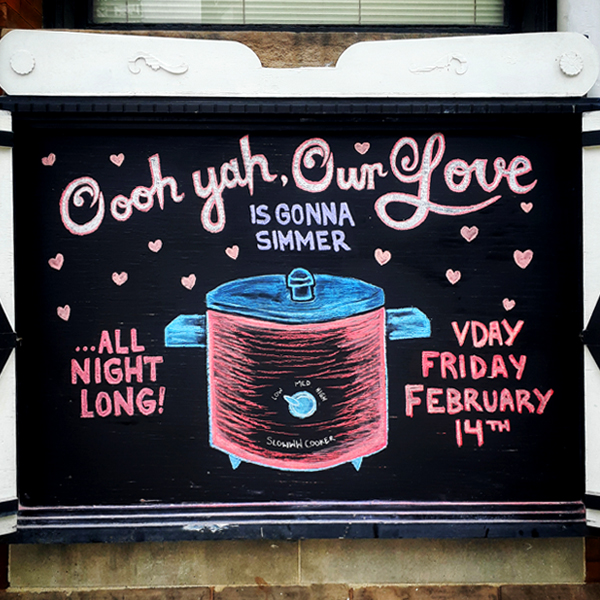 Oooh yah, Our Love
IS GONNA
SIMMER
...ALL
NIGHT
LONG!
LOW MED HIGH
SLOWWW COOKER
VDAY
FRIDAY
FEBRUARY
14TH